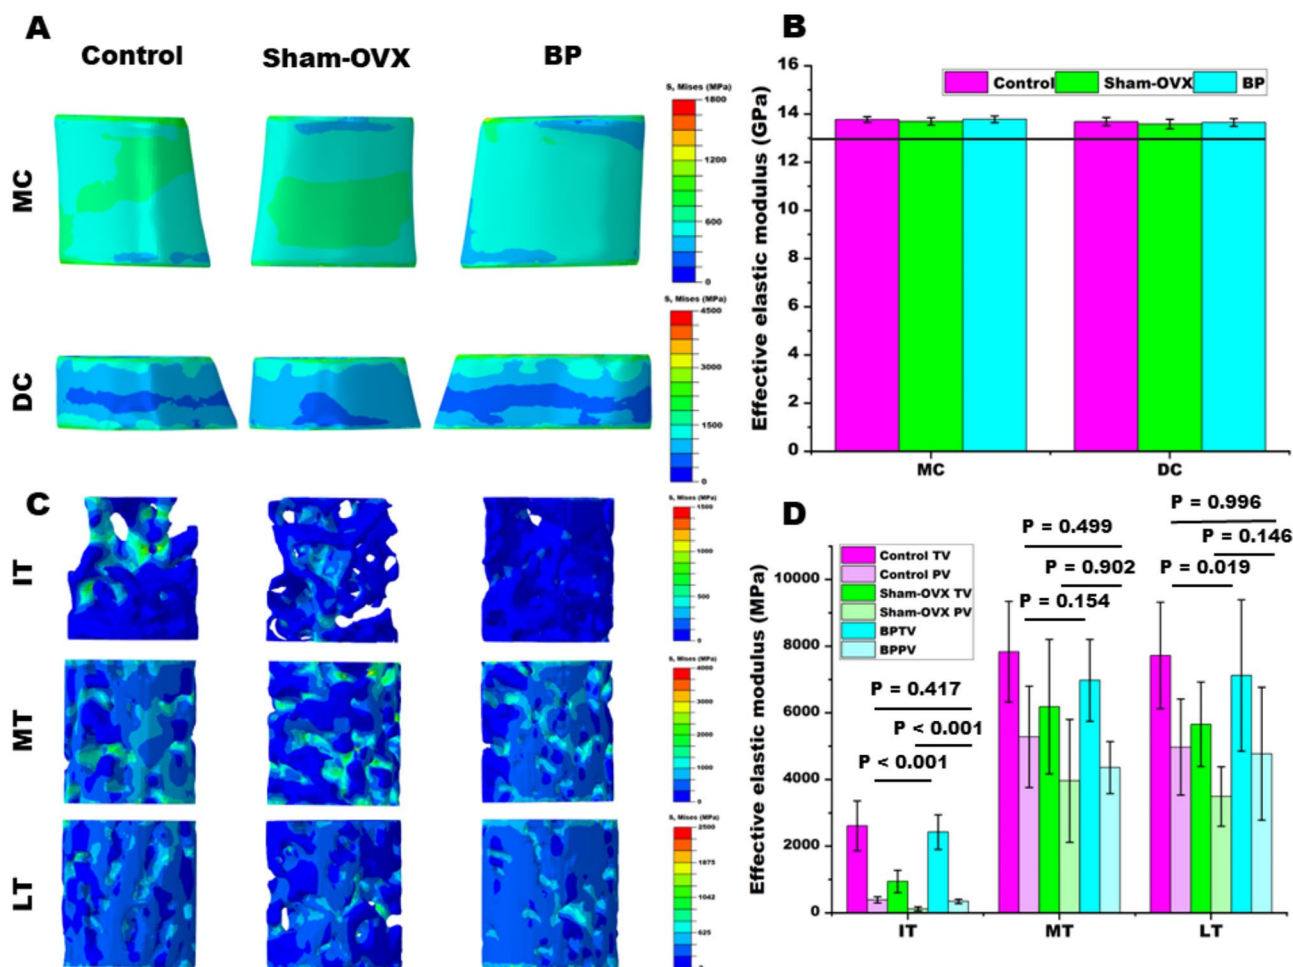 A
Control
Sham-OVX
BP
MC
S, Mises (MPa)
1800
1200
600
0
DC
S, Mises (MPa)
4500
3000
1500
0
B
Effective elastic modulus (GPa)
16
14
12
10
8
6
4
2
0
Control
Sham-OVX
BP
MC
DC
C
IT
S, Mises (MPa)
1500
1000
500
0
MT
S, Mises (MPa)
4000
3000
2000
1000
0
LT
S, Mises (MPa)
2500
1875
1042
625
D
Effective elastic modulus (MPa)
10000
8000
6000
4000
2000
0
Control TV
Control PV
Sham-OVX TV
Sham-OVX PV
BPTV
BPPV
P = 0.417
P < 0.001
P < 0.001
P = 0.499
P = 0.902
P = 0.154
P = 0.996
P = 0.146
P = 0.019
IT
MT
LT